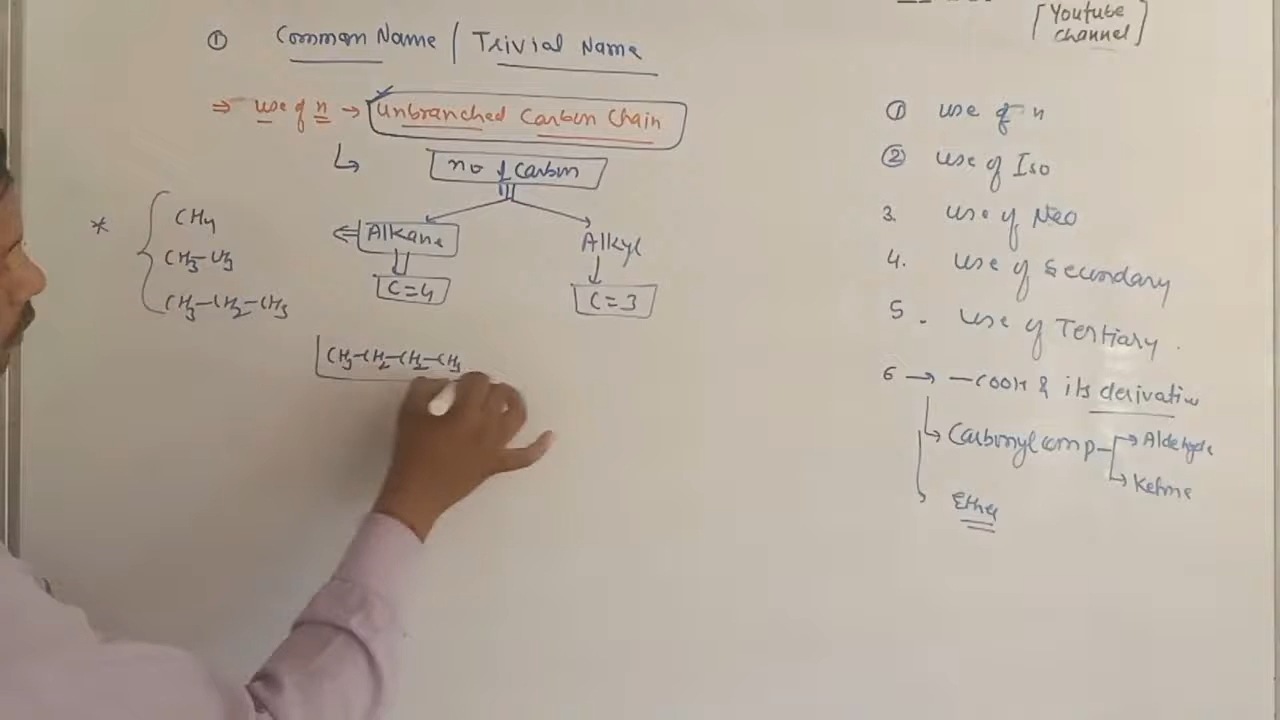 [Youtube
channel]
① Common Name / Trivial Name
⇒ use of n → Unbranched Carbon Chain
↳ no of Carbon
Alkane
Alkyl
C=4
C=3
*
CH4
CH3-CH3
CH3-CH2-CH3
CH3-CH2-CH2-CH3
① use of n
② use of Iso
3. use of Neo
4. use of Secondary
5. use of Tertiary.
6 → -COOH & its derivative
↳ Carbonyl comp → Aldehyde
↳ Ketone
Ether